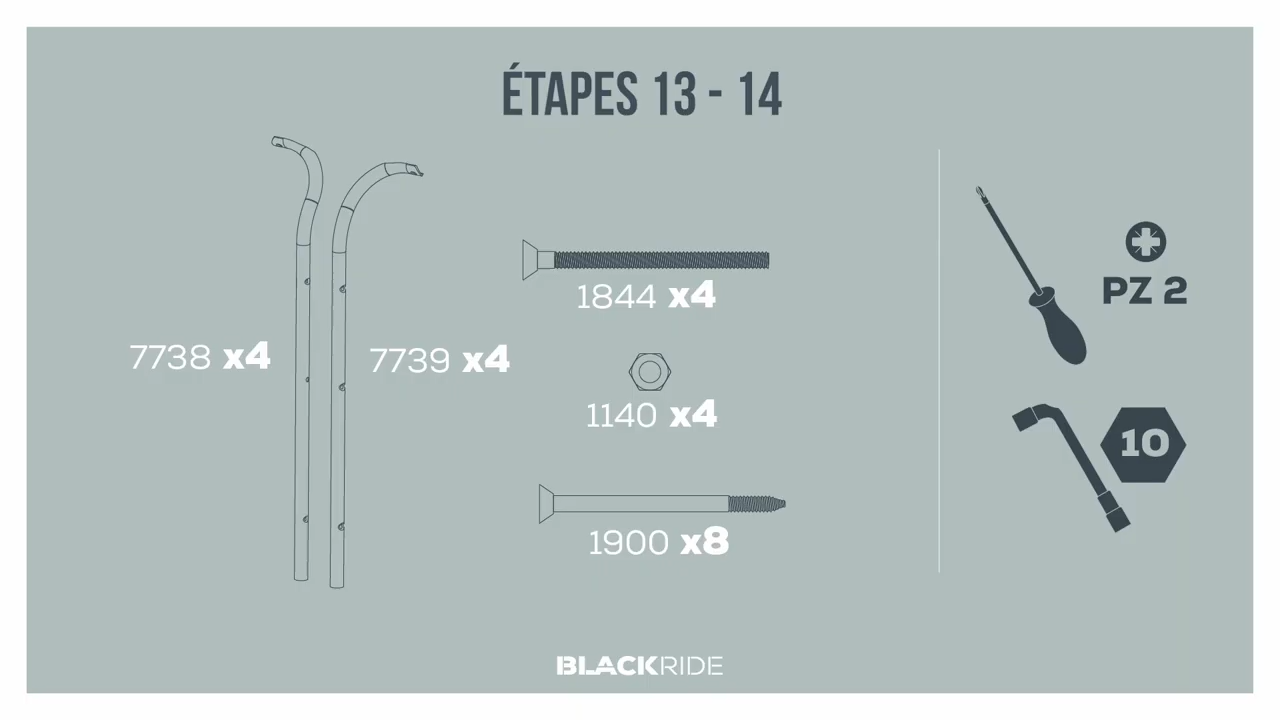 ÉTAPES 13 - 14
7738 x4
7739 x4
1844 x4
1140 x4
1900 x8
PZ 2
10
BLACKRIDE